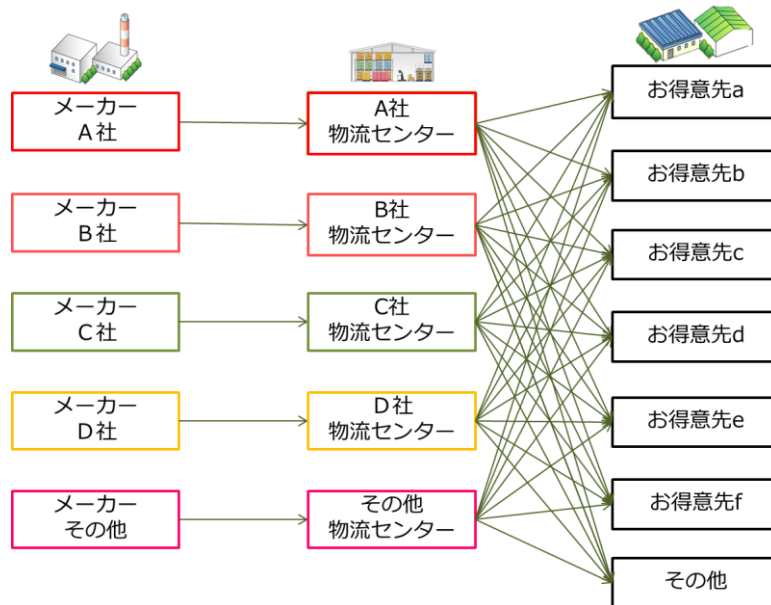 メーカー
A社
A社
物流センター
お得意先a
メーカー
B社
B社
物流センター
お得意先b
お得意先c
メーカー
C社
C社
物流センター
お得意先d
メーカー
D社
D社
物流センター
お得意先e
メーカー
その他
その他
物流センター
お得意先f
その他